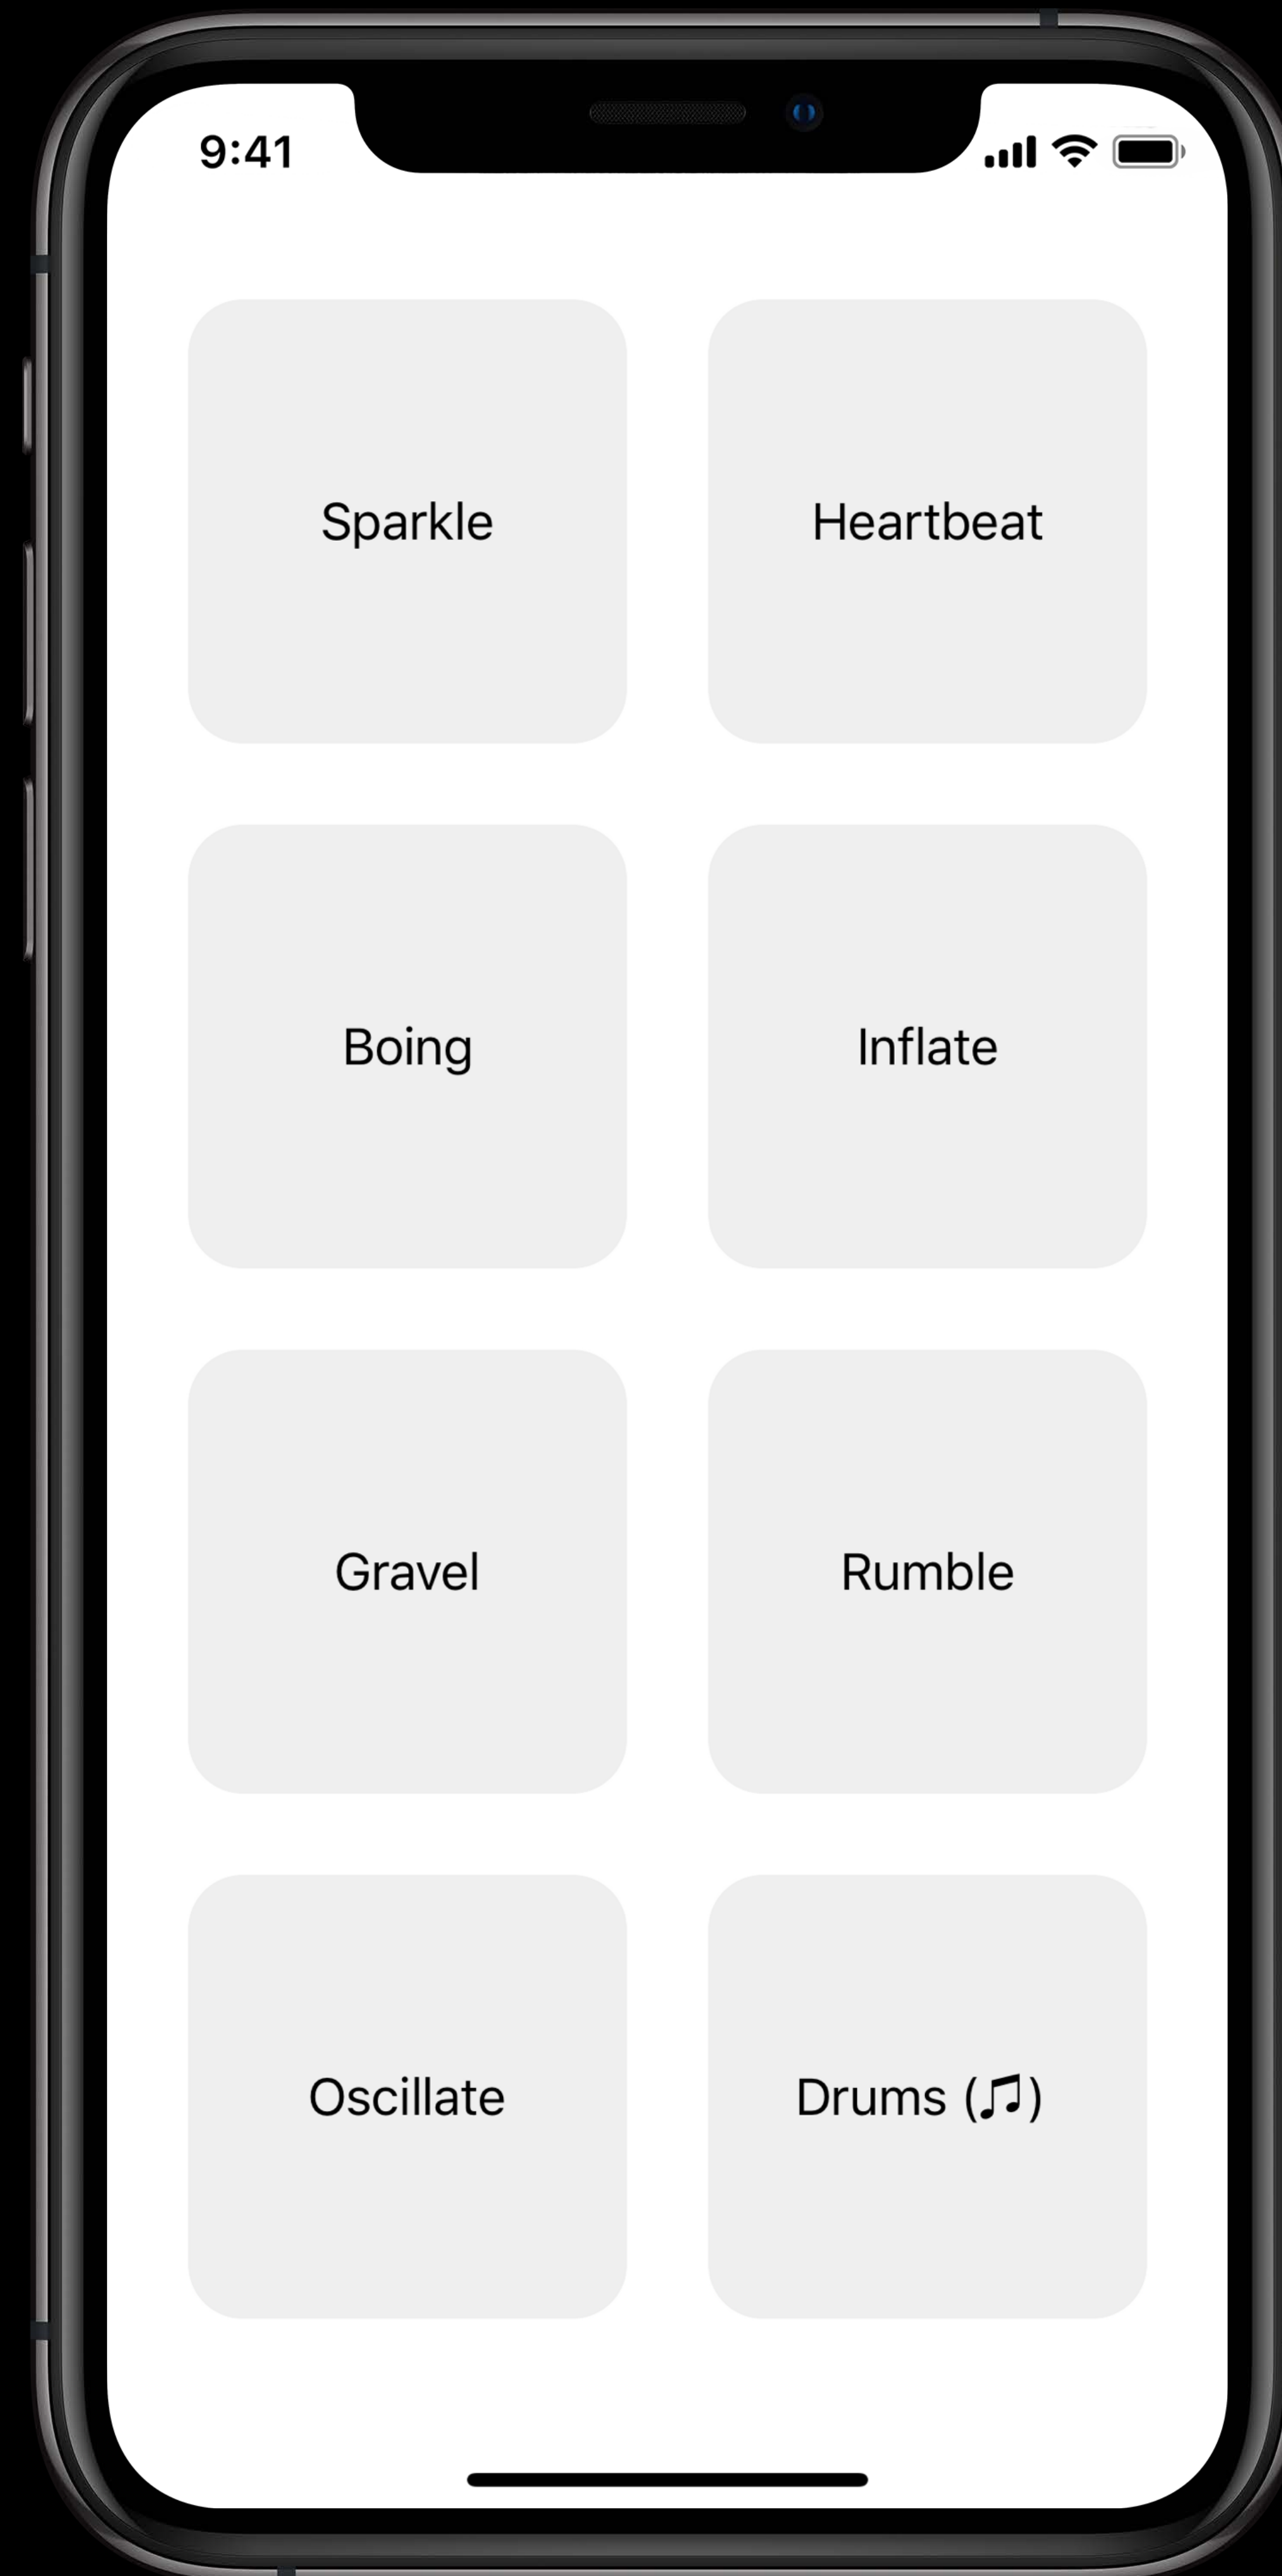 9:41
Sparkle
Heartbeat
Boing
Inflate
Gravel
Rumble
Oscillate
Drums (♫)